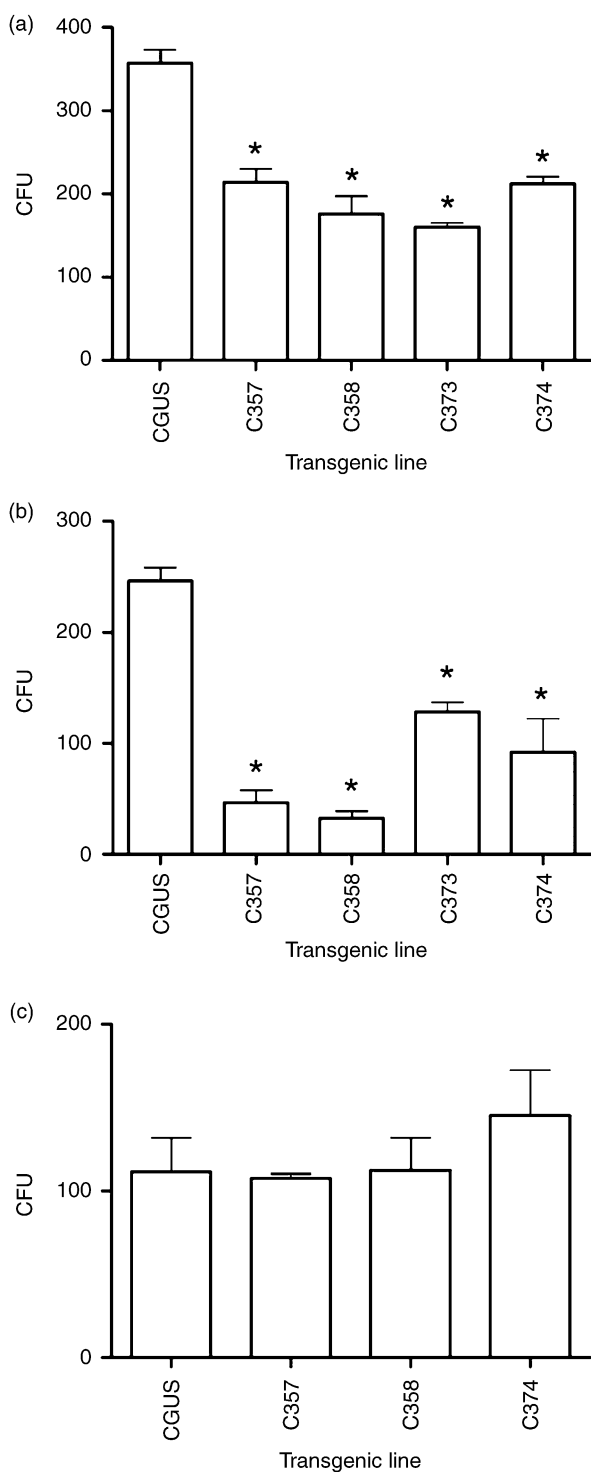 (a)
400
300
200
100
0
CFU
* * * *
CGUS C357 C358 C373 C374
Transgenic line
(b)
300
200
100
0
CFU
* * * *
CGUS C357 C358 C373 C374
Transgenic line
(c)
200
100
0
CFU
CGUS C357 C358 C374
Transgenic line